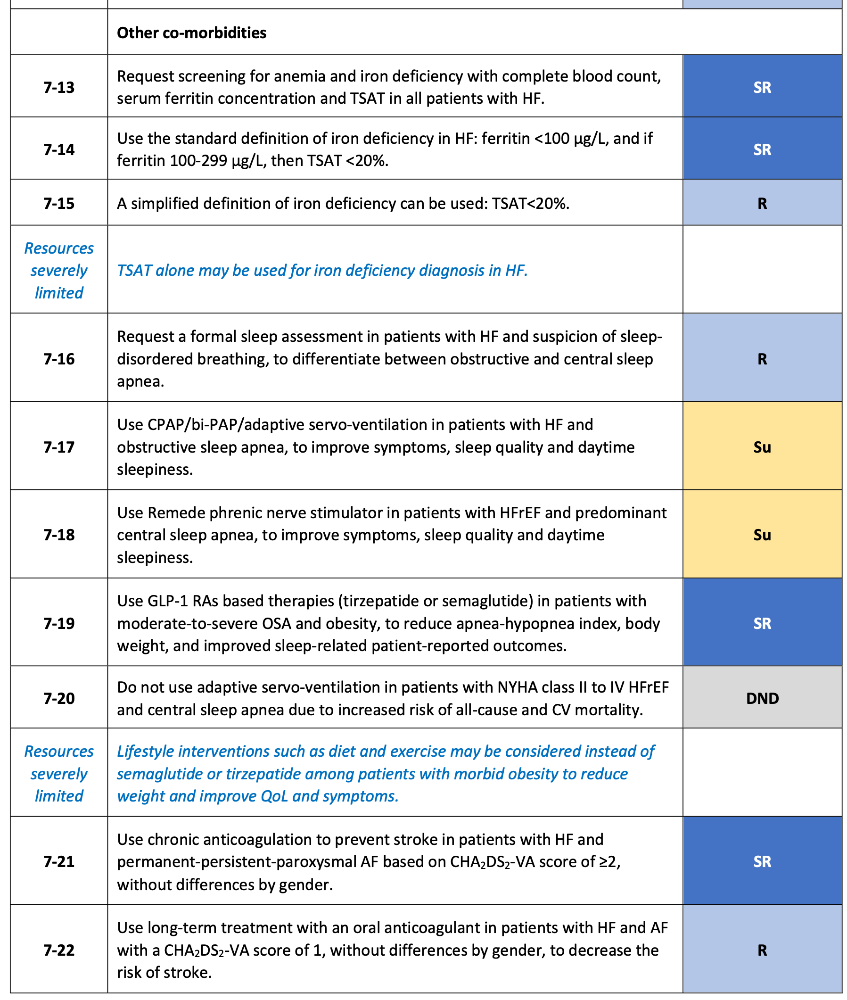 Other co-morbidities
7-13
Request screening for anemia and iron deficiency with complete blood count,
serum ferritin concentration and TSAT in all patients with HF.
SR
7-14
Use the standard definition of iron deficiency in HF: ferritin <100 µg/L, and if
ferritin 100-299 µg/L, then TSAT <20%.
SR
7-15
A simplified definition of iron deficiency can be used: TSAT<20%.
R
Resources
severely
limited
TSAT alone may be used for iron deficiency diagnosis in HF.
7-16
Request a formal sleep assessment in patients with HF and suspicion of sleep-
disordered breathing, to differentiate between obstructive and central sleep
apnea.
R
7-17
Use CPAP/bi-PAP/adaptive servo-ventilation in patients with HF and
obstructive sleep apnea, to improve symptoms, sleep quality and daytime
sleepiness.
Su
7-18
Use Remede phrenic nerve stimulator in patients with HFrEF and predominant
central sleep apnea, to improve symptoms, sleep quality and daytime
sleepiness.
Su
7-19
Use GLP-1 RAs based therapies (tirzepatide or semaglutide) in patients with
moderate-to-severe OSA and obesity, to reduce apnea-hypopnea index, body
weight, and improved sleep-related patient-reported outcomes.
SR
7-20
Do not use adaptive servo-ventilation in patients with NYHA class II to IV HFrEF
and central sleep apnea due to increased risk of all-cause and CV mortality.
DND
Resources
severely
limited
Lifestyle interventions such as diet and exercise may be considered instead of
semaglutide or tirzepatide among patients with morbid obesity to reduce
weight and improve QoL and symptoms.
7-21
Use chronic anticoagulation to prevent stroke in patients with HF and
permanent-persistent-paroxysmal AF based on CHA₂DS₂-VA score of ≥2,
without differences by gender.
SR
7-22
Use long-term treatment with an oral anticoagulant in patients with HF and AF
with a CHA₂DS₂-VA score of 1, without differences by gender, to decrease the
risk of stroke.
R